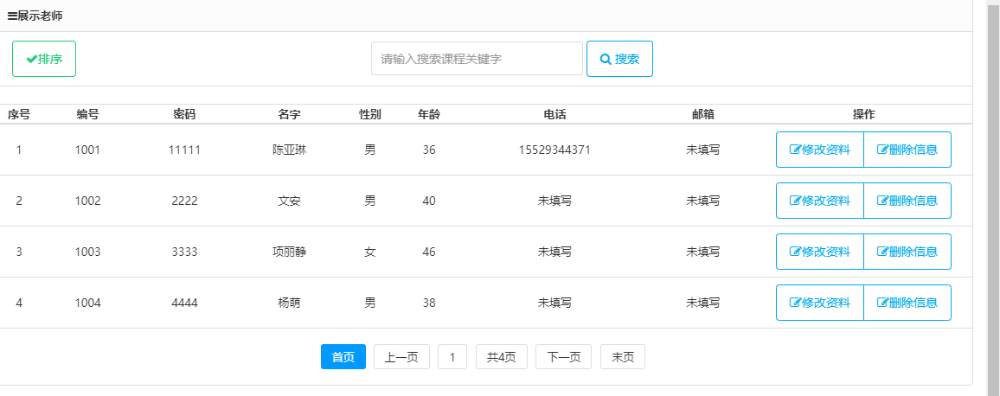 展示老师
排序 请输入搜索课程关键字 搜索
序号 编号 密码 名字 性别 年龄 电话 邮箱 操作
1 1001 11111 陈亚琳 男 36 15529344371 未填写 修改资料 删除信息
2 1002 2222 文安 男 40 未填写 未填写 修改资料 删除信息
3 1003 3333 项丽静 女 46 未填写 未填写 修改资料 删除信息
4 1004 4444 杨萌 男 38 未填写 未填写 修改资料 删除信息
首页 上一页 1 共4页 下一页 末页